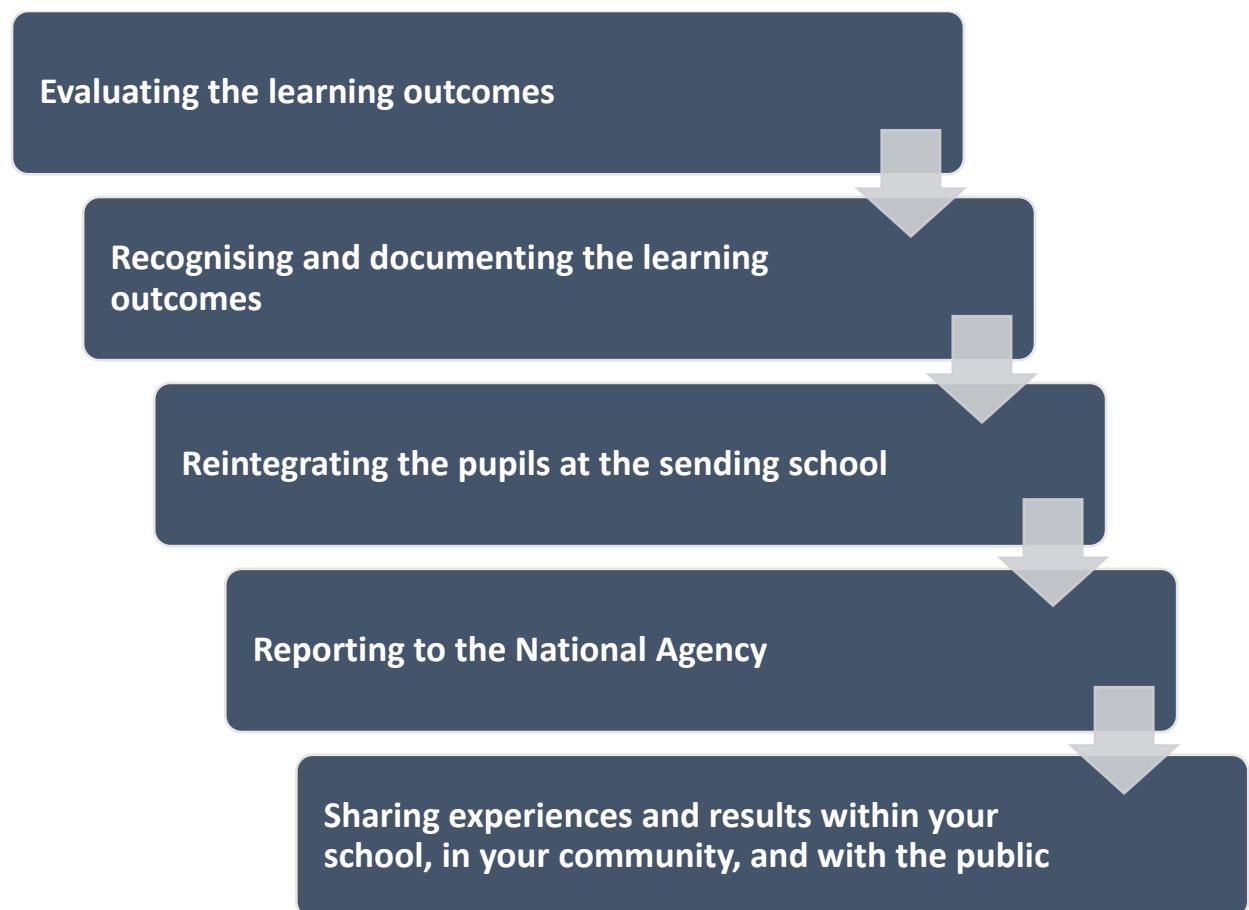 Evaluating the learning outcomes
Recognising and documenting the learning
outcomes
Reintegrating the pupils at the sending school
Reporting to the National Agency
Sharing experiences and results within your
school, in your community, and with the public